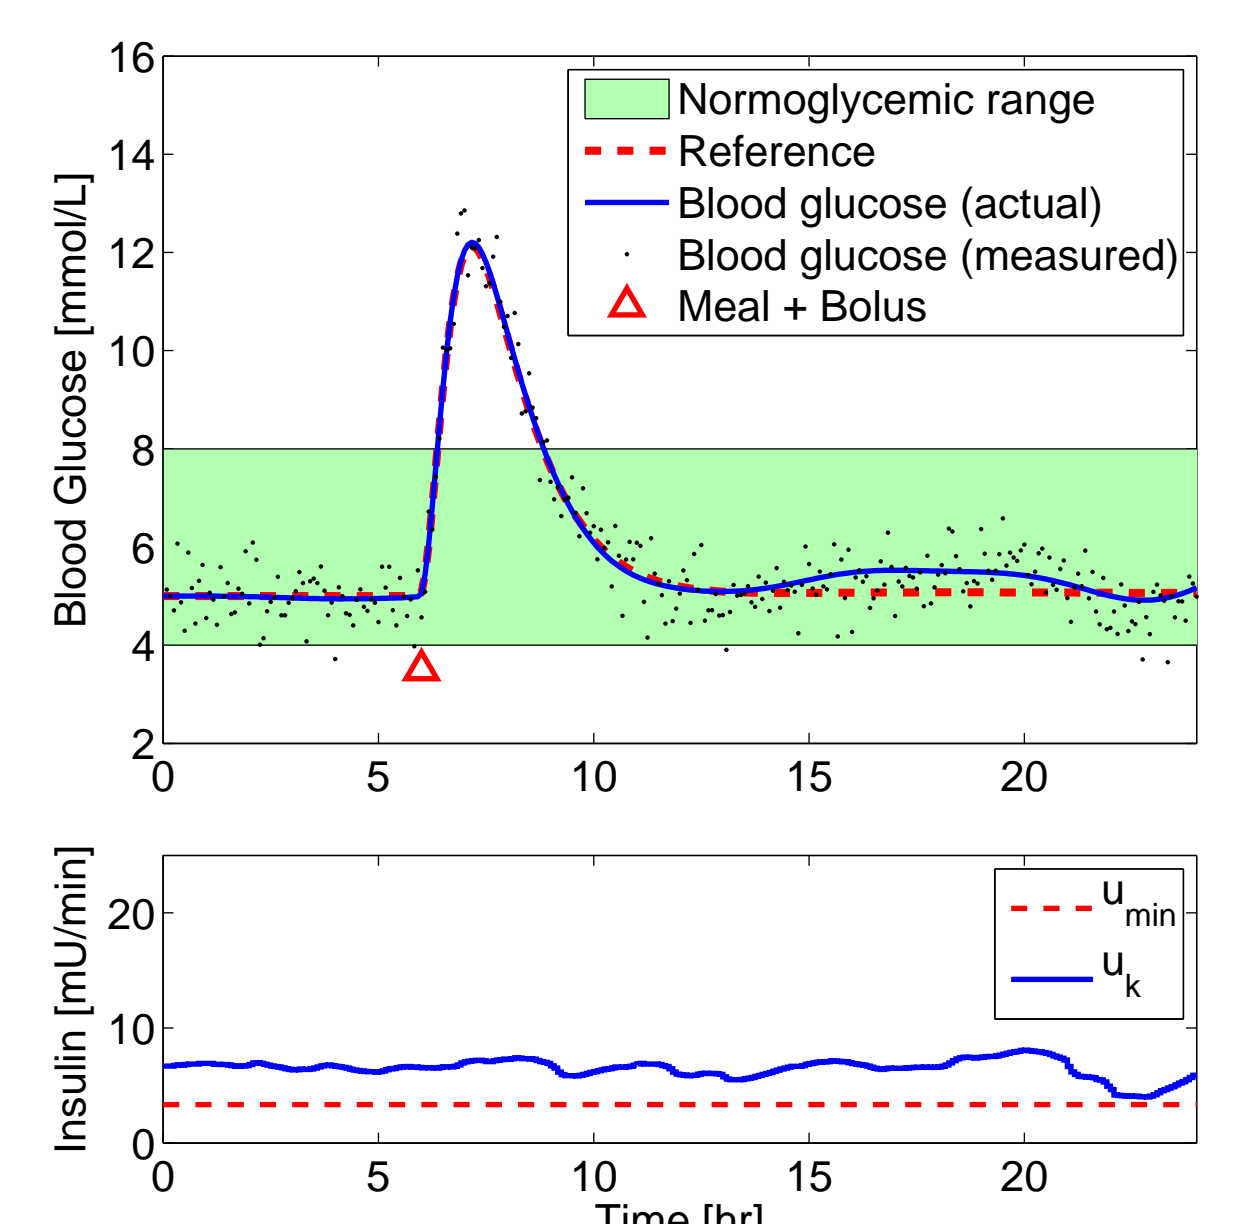 16
14
12
10
8
6
4
2
Blood Glucose [mmol/L]
Normoglycemic range
Reference
Blood glucose (actual)
Blood glucose (measured)
Meal + Bolus
0 5 10 15 20
20
10
0
Insulin [mU/min]
u_min
u_k
0 5 10 15 20
Time [hr]